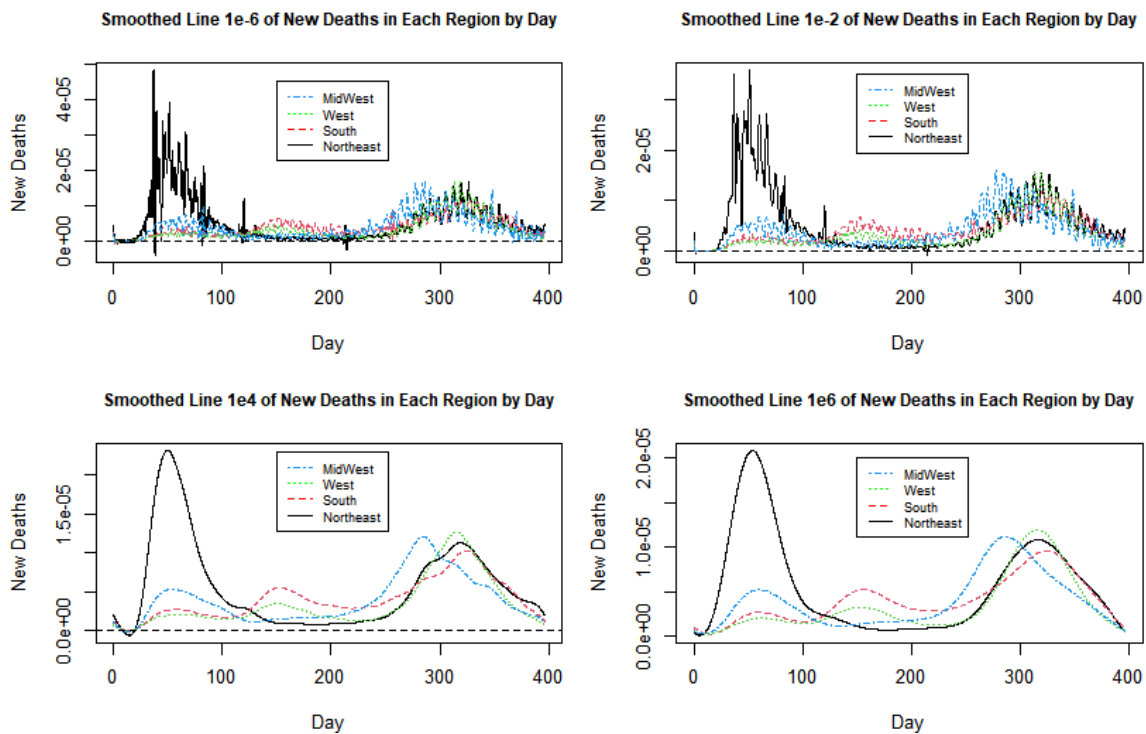 Smoothed Line 1e-6 of New Deaths in Each Region by Day
New Deaths
0e+00
2e-05
4e-05
MidWest
West
South
Northeast
0
100
200
300
400
Day
Smoothed Line 1e-2 of New Deaths in Each Region by Day
New Deaths
0e+00
2e-05
MidWest
West
South
Northeast
0
100
200
300
400
Day
Smoothed Line 1e4 of New Deaths in Each Region by Day
New Deaths
0.0e+00
1.5e-05
MidWest
West
South
Northeast
0
100
200
300
400
Day
Smoothed Line 1e6 of New Deaths in Each Region by Day
New Deaths
0.0e+00
1.0e-05
2.0e-05
MidWest
West
South
Northeast
0
100
200
300
400
Day